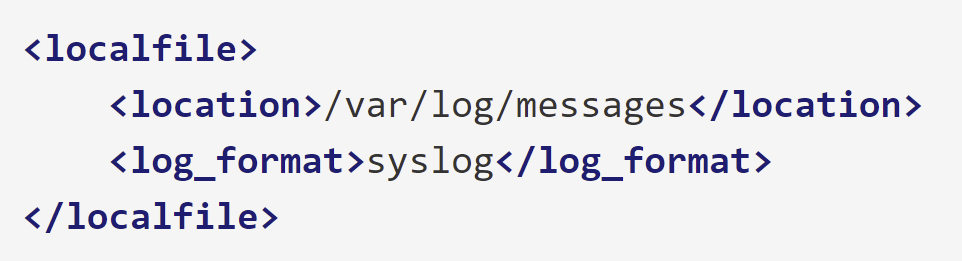 <localfile>
    <location>/var/log/messages</location>
    <log_format>syslog</log_format>
</localfile>